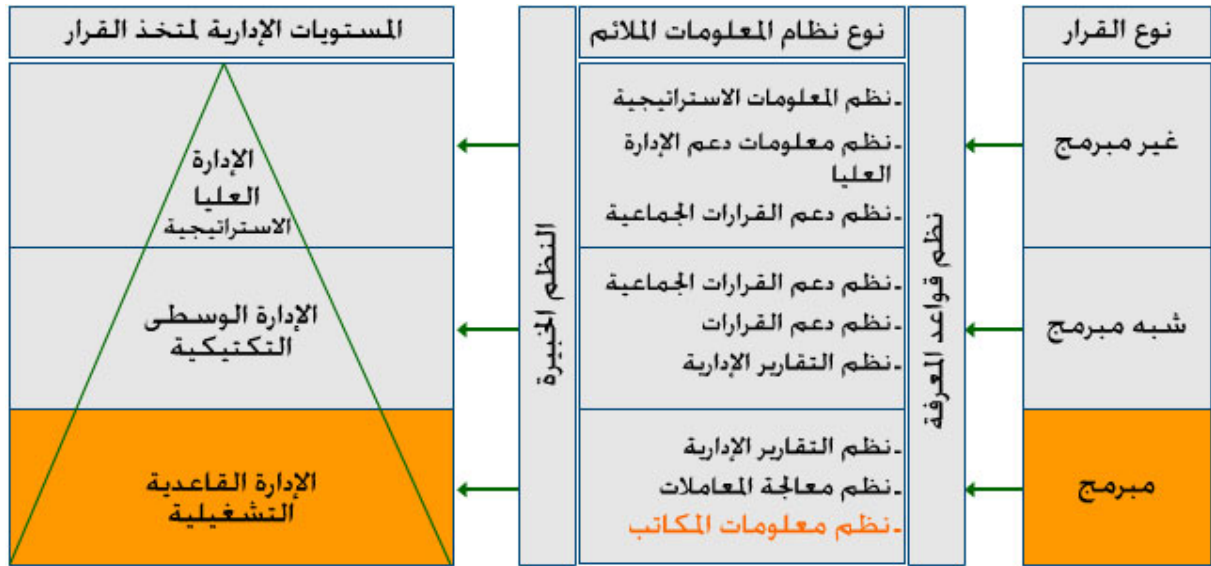 نوع القرار
نوع نظام المعلومات الملائم
المستويات الإدارية لمتخذ القرار
غير مبرمج
شبه مبرمج
مبرمج
نظم قواعد المعرفة
-نظم المعلومات الاستراتيجية
-نظم معلومات دعم الإدارة
العليا
-نظم دعم القرارات الجماعية
-نظم دعم القرارات الجماعية
-نظم دعم القرارات
-نظم التقارير الإدارية
-نظم التقارير الإدارية
-نظم معالجة المعاملات
-نظم معلومات المكاتب
النظم الخبيرة
الإدارة
العليا
الاستراتيجية
الإدارة الوسطى
التكتيكية
الإدارة القاعدية
التشغيلية